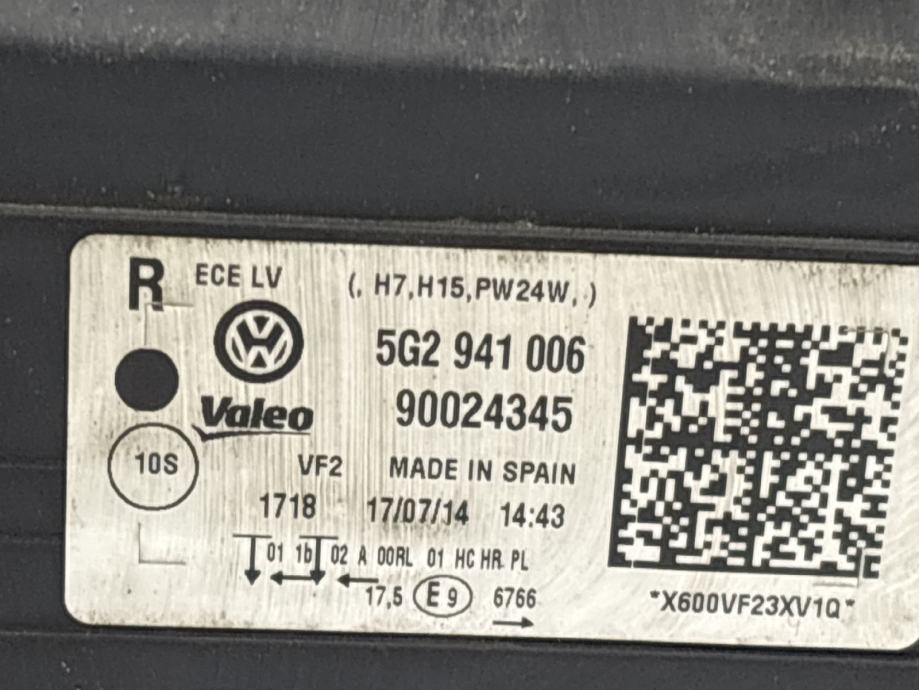 R ECE LV (. H7,H15,PW24W, .)
5G2 941 006
Valeo 90024345
10S VF2 MADE IN SPAIN
1718 17/07/14 14:43
01 1b 02 A 00RL 01 HC HR PL
17,5 E 9 6766
*X600VF23XV1Q*